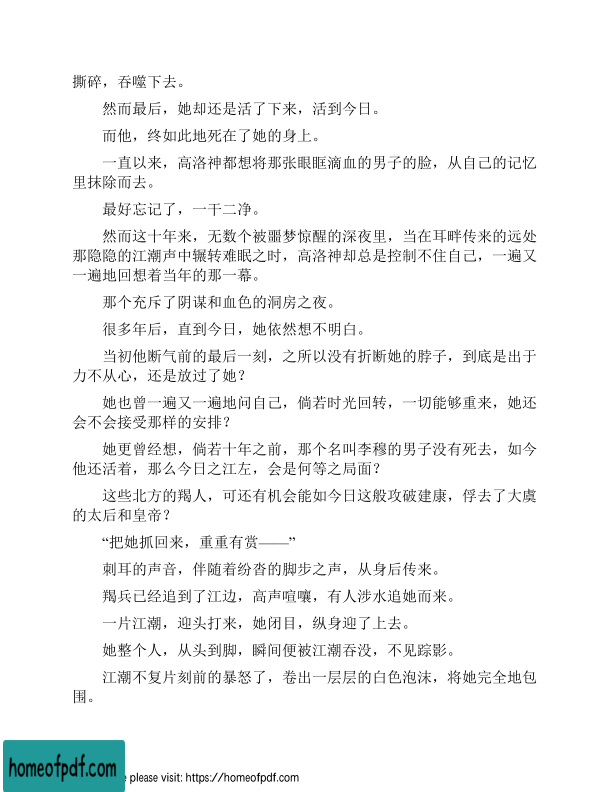 撕碎，吞噬下去。
然而最后，她却还是活了下来，活到今日。
而他，终如此地死在了她的身上。
一直以来，高洛神都想将那张眼眶滴血的男子的脸，从自己的记忆
里抹除而去。
最好忘记了，一干二净。
然而这十年来，无数个被噩梦惊醒的深夜里，当在耳畔传来的远处
那隐隐的江潮声中辗转难眠之时，高洛神却总是控制不住自己，一遍又
一遍地回想着当年的那一幕。
那个充斥了阴谋和血色的洞房之夜。
很多年后，直到今日，她依然想不明白。
当初他断气前的最后一刻，之所以没有折断她的脖子，到底是出于
力不从心，还是放过了她？
她也曾一遍又一遍地问自己，倘若时光回转，一切能够重来，她还
会不会接受那样的安排？
她更曾经想，倘若十年之前，那个名叫李穆的男子没有死去，如今
他还活着，那么今日之江左，会是何等之局面？
这些北方的羯人，可还有机会能如今日这般攻破建康，俘去了大虞
的太后和皇帝？
“把她抓回来，重重有赏——”
刺耳的声音，伴随着纷沓的脚步之声，从身后传来。
羯兵已经追到了江边，高声喧嚷，有人涉水追她而来。
一片江潮，迎头打来，她闭目，纵身迎了上去。
她整个人，从头到脚，瞬间便被江潮吞没，不见踪影。
江潮不复片刻前的暴怒了，卷出一层层的白色泡沫，将她完全地包
围。
homeofpdf.com
e please visit: https://homeofpdf.com